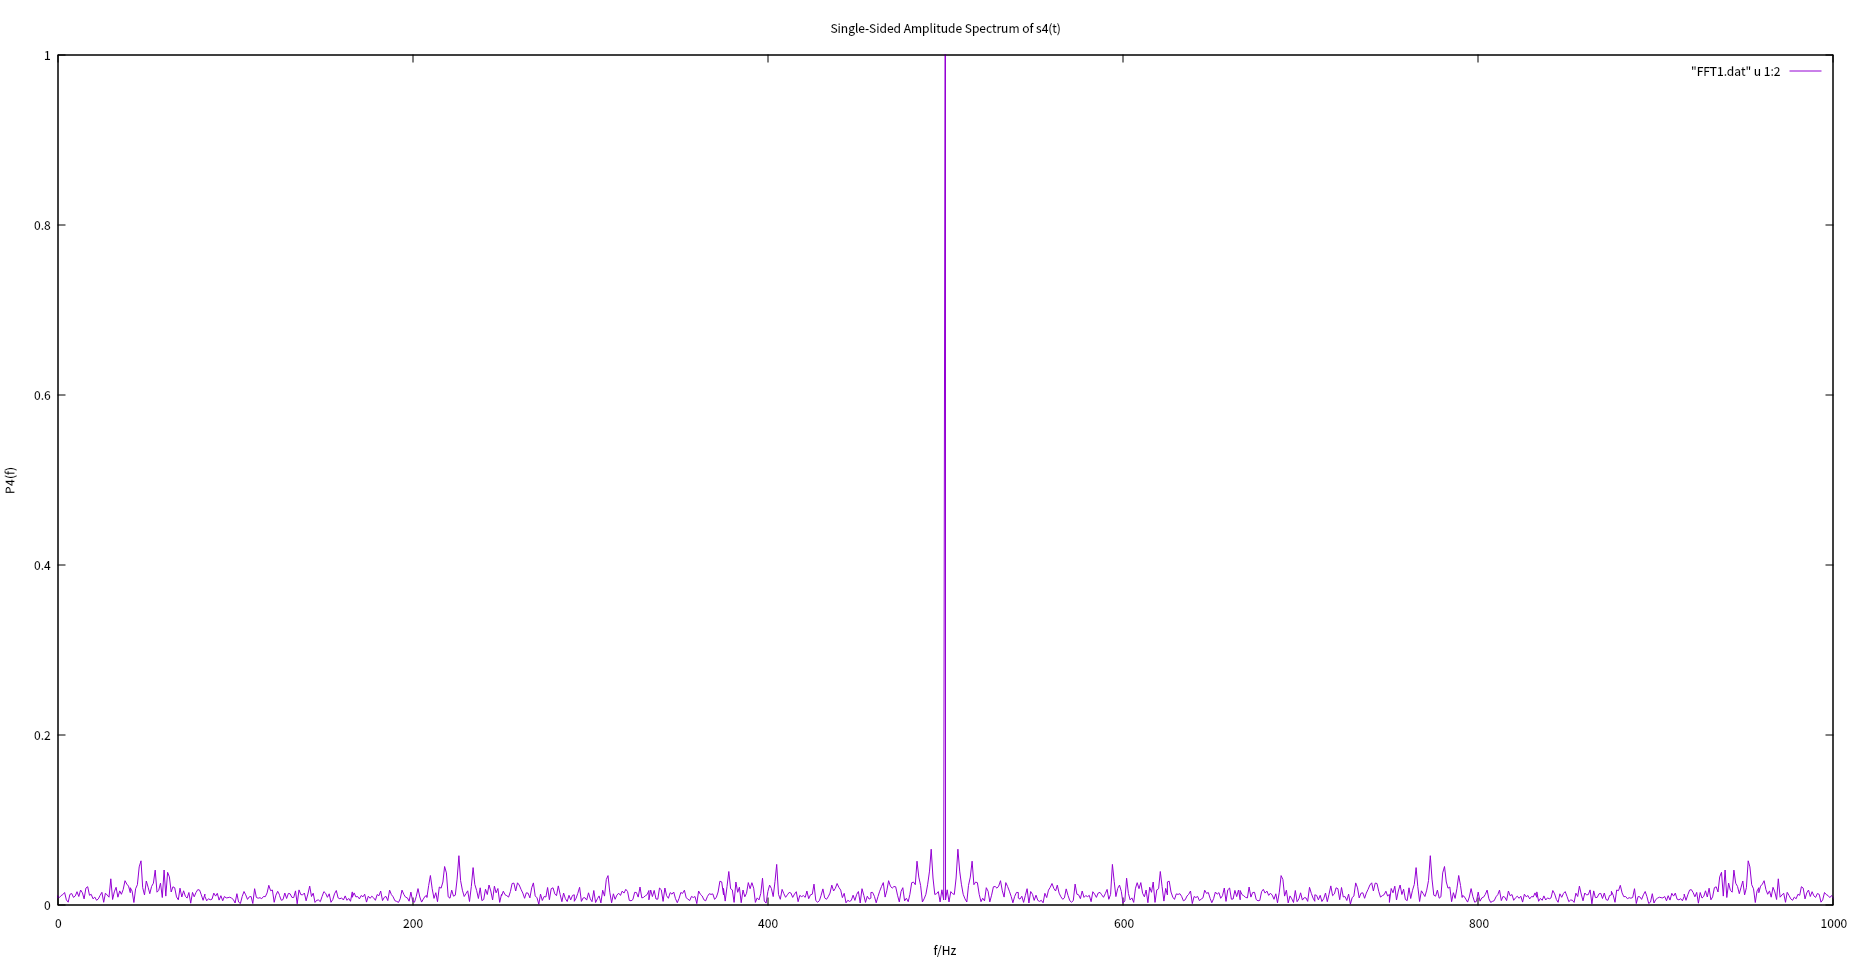 Single-Sided Amplitude Spectrum of s4(t)
"FFT1.dat" u 1:2
1
0.8
0.6
0.4
0.2
0
P4(f)
0 200 400 600 800 1000
f/Hz